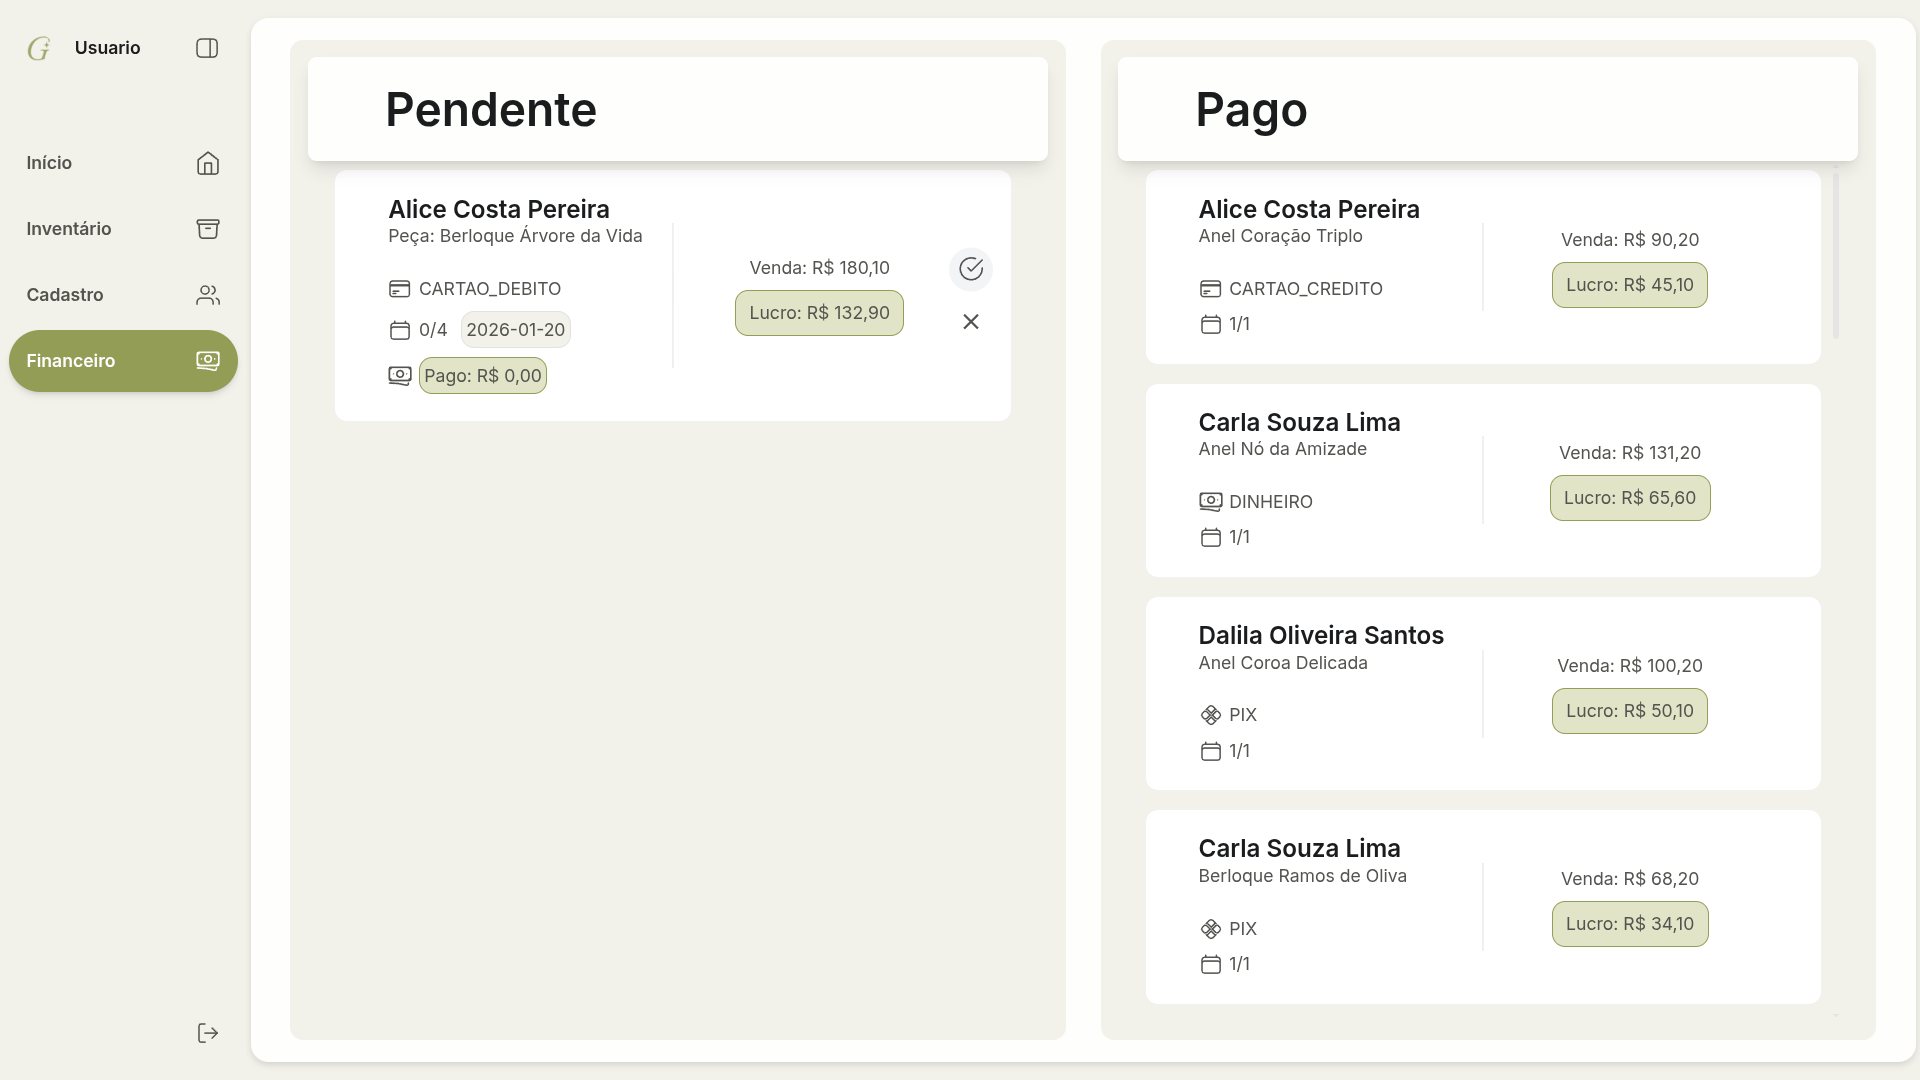 G
Usuario
Início
Inventário
Cadastro
Financeiro
Pendente
Alice Costa Pereira
Peça: Berloque Árvore da Vida
CARTAO_DEBITO
0/4 2026-01-20
Pago: R$ 0,00
Venda: R$ 180,10
Lucro: R$ 132,90
Pago
Alice Costa Pereira
Anel Coração Triplo
CARTAO_CREDITO
1/1
Venda: R$ 90,20
Lucro: R$ 45,10
Carla Souza Lima
Anel Nó da Amizade
DINHEIRO
1/1
Venda: R$ 131,20
Lucro: R$ 65,60
Dalila Oliveira Santos
Anel Coroa Delicada
PIX
1/1
Venda: R$ 100,20
Lucro: R$ 50,10
Carla Souza Lima
Berloque Ramos de Oliva
PIX
1/1
Venda: R$ 68,20
Lucro: R$ 34,10